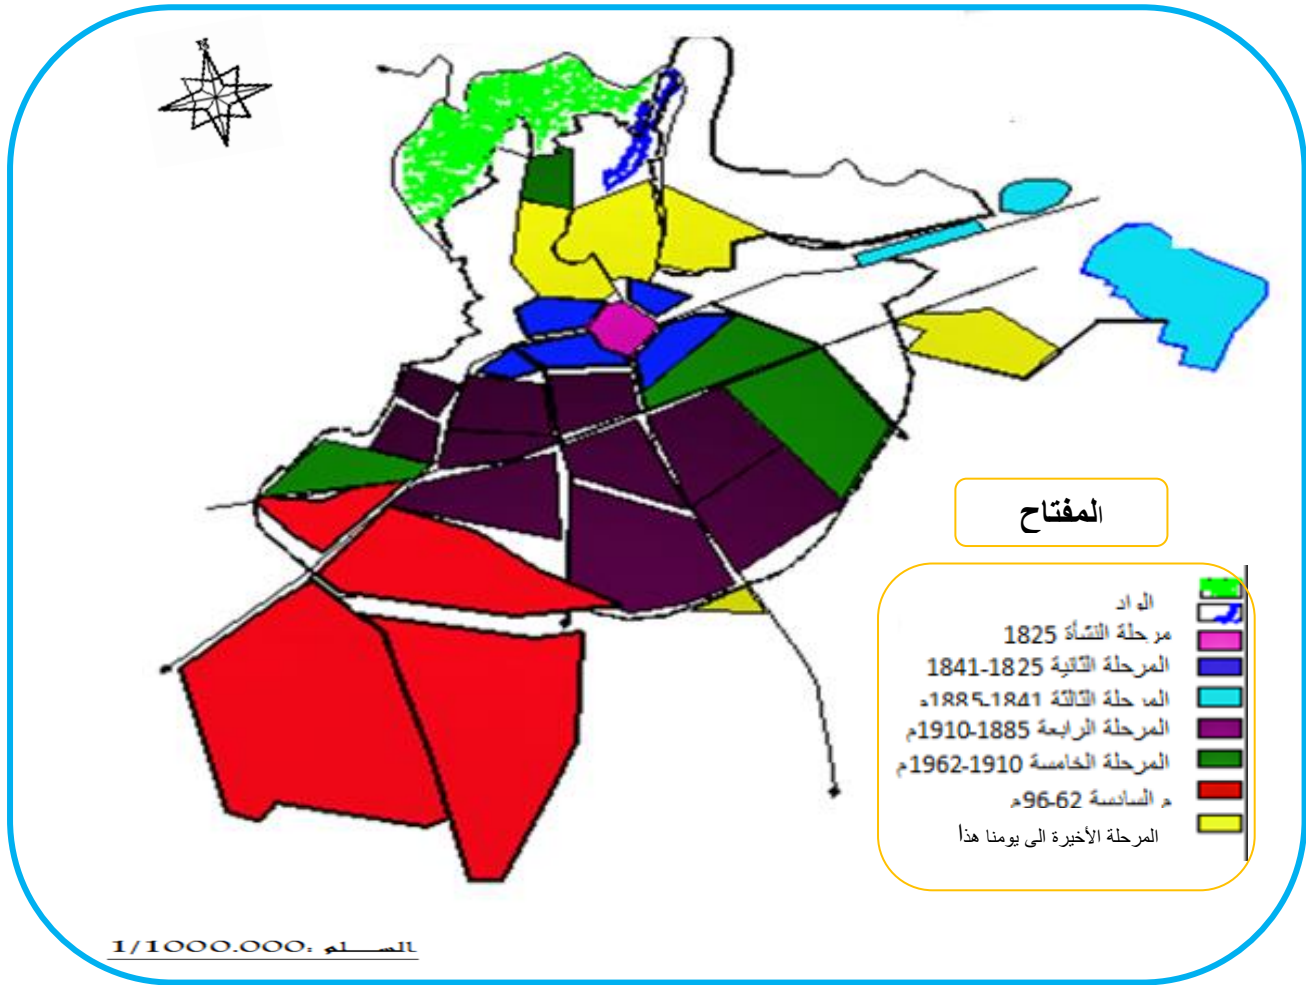 المفتاح
الواد
مرحلة النشأة 1825
المرحلة الثانية 1825-1841
المرحلة الثالثة 1841-1885م
المرحلة الرابعة 1885-1910م
المرحلة الخامسة 1910-1962م
م السادسة 62-96م
المرحلة الأخيرة الى يومنا هذا
السلم :1/1000.000